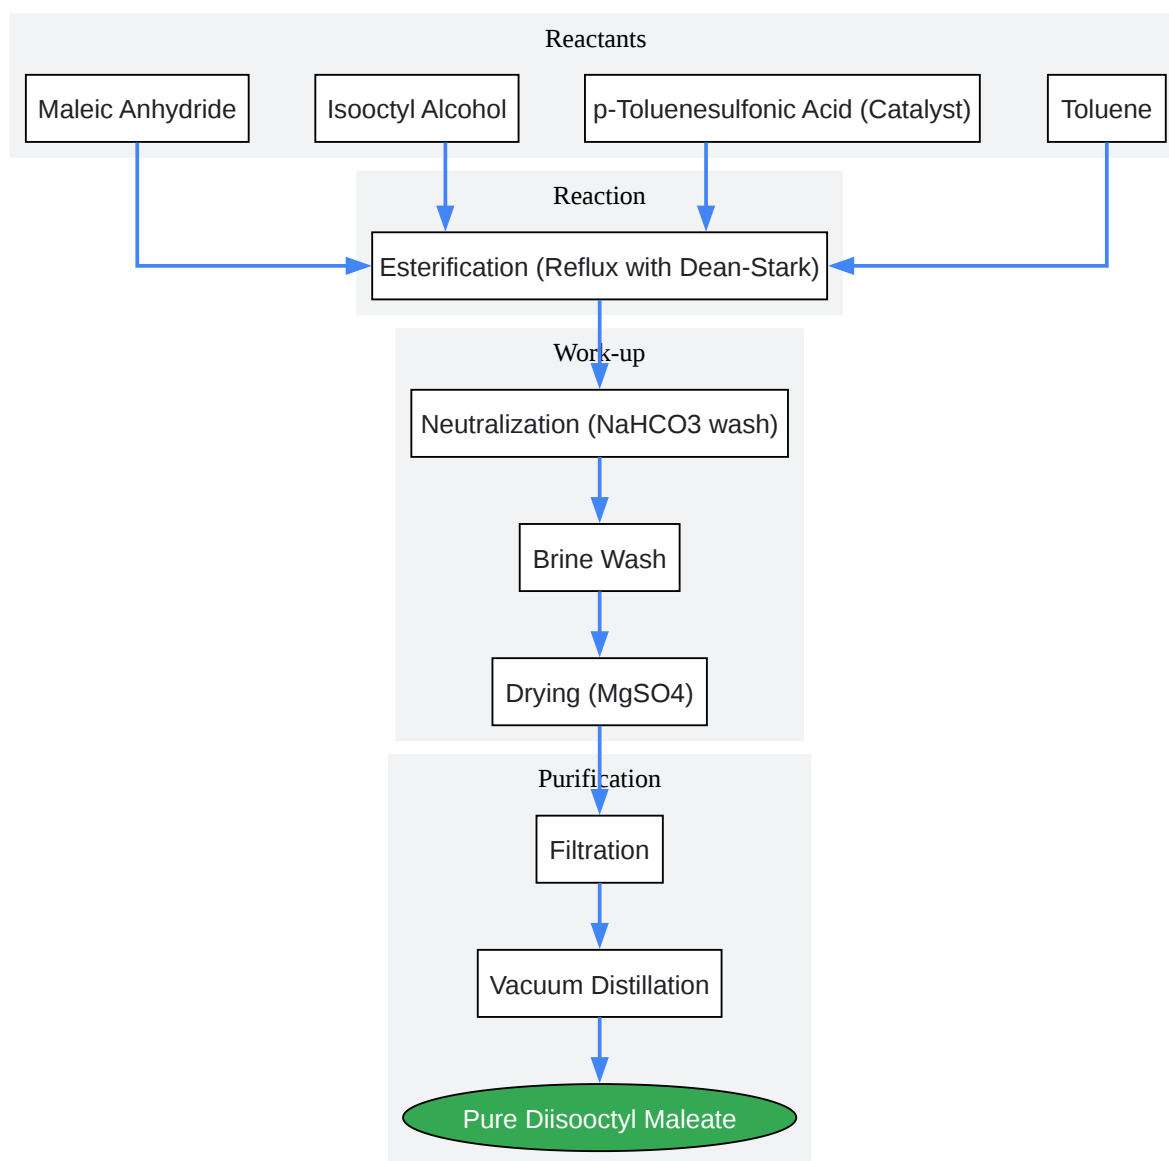 Reactants
Maleic Anhydride
Isooctyl Alcohol
p-Toluenesulfonic Acid (Catalyst)
Toluene
Reaction
Esterification (Reflux with Dean-Stark)
Work-up
Neutralization (NaHCO3 wash)
Brine Wash
Drying (MgSO4)
Purification
Filtration
Vacuum Distillation
Pure Diisooctyl Maleate